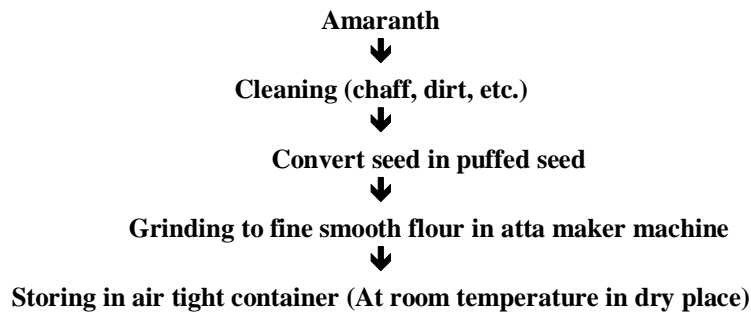 Amaranth
Cleaning (chaff, dirt, etc.)
Convert seed in puffed seed
Grinding to fine smooth flour in atta maker machine
Storing in air tight container (At room temperature in dry place)